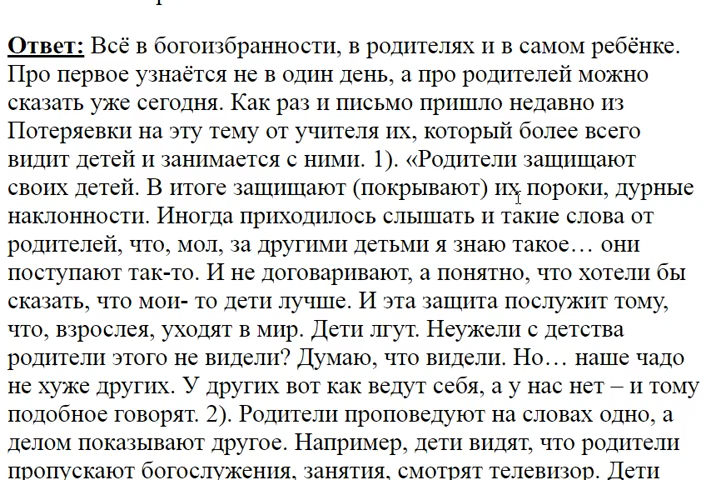 Ответ: Всё в богоизбранности, в родителях и в самом ребёнке.
Про первое узнаётся не в один день, а про родителей можно
сказать уже сегодня. Как раз и письмо пришло недавно из
Потеряевки на эту тему от учителя их, который более всего
видит детей и занимается с ними. 1). «Родители защищают
своих детей. В итоге защищают (покрывают) их пороки, дурные
наклонности. Иногда приходилось слышать и такие слова от
родителей, что, мол, за другими детьми я знаю такое… они
поступают так-то. И не договаривают, а понятно, что хотели бы
сказать, что мои- то дети лучше. И эта защита послужит тому,
что, взрослея, уходят в мир. Дети лгут. Неужели с детства
родители этого не видели? Думаю, что видели. Но… наше чадо
не хуже других. У других вот как ведут себя, а у нас нет – и тому
подобное говорят. 2). Родители проповедуют на словах одно, а
делом показывают другое. Например, дети видят, что родители
пропускают богослужения, занятия, смотрят телевизор. Дети